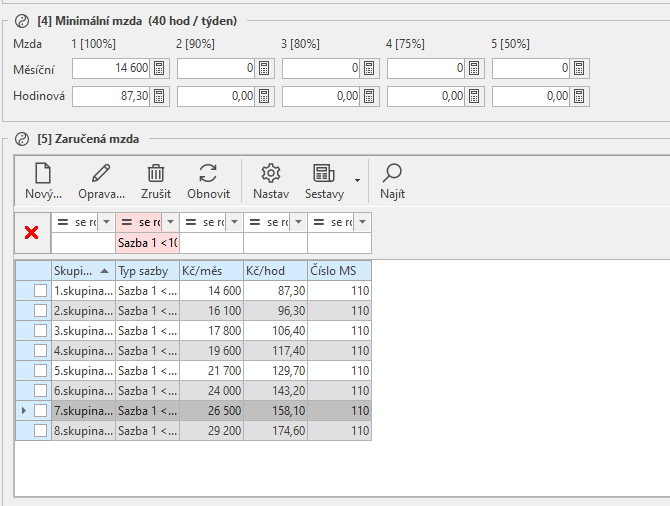 [4] Minimální mzda (40 hod / týden)
Mzda 1 [100%] 2 [90%] 3 [80%] 4 [75%] 5 [50%]
Měsíční 14 600 0 0 0 0
Hodinová 87,30 0,00 0,00 0,00 0,00
[5] Zaručená mzda
Nový... Oprava... Zrušit Obnovit Nastav Sestavy Najít
= se ro = se ro = se ro = se ro = se ro
Sazba 1 <10
Skupi... Typ sazby Kč/měs Kč/hod Číslo MS
1.skupina... Sazba 1 <... 14 600 87,30 110
2.skupina... Sazba 1 <... 16 100 96,30 110
3.skupina... Sazba 1 <... 17 800 106,40 110
4.skupina... Sazba 1 <... 19 600 117,40 110
5.skupina... Sazba 1 <... 21 700 129,70 110
6.skupina... Sazba 1 <... 24 000 143,20 110
7.skupina... Sazba 1 <... 26 500 158,10 110
8.skupina... Sazba 1 <... 29 200 174,60 110